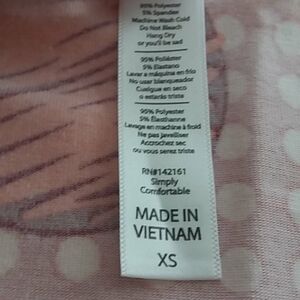 95% Polyester
5% Spandex
Machine Wash Cold
Do Not Bleach
Hang Dry
or you'll be sad
95% Poliéster
5% Elastano
Lavar a máquina en frío
No usar blanqueador
Cuelgue en seco
o estarás triste
95% Polyester
5% Élasthanne
Lavage en machine à froid
Ne pas javelliser
Accrochez sec
ou vous serez triste
RN#142161
Simply
Comfortable
MADE IN
VIETNAM
XS